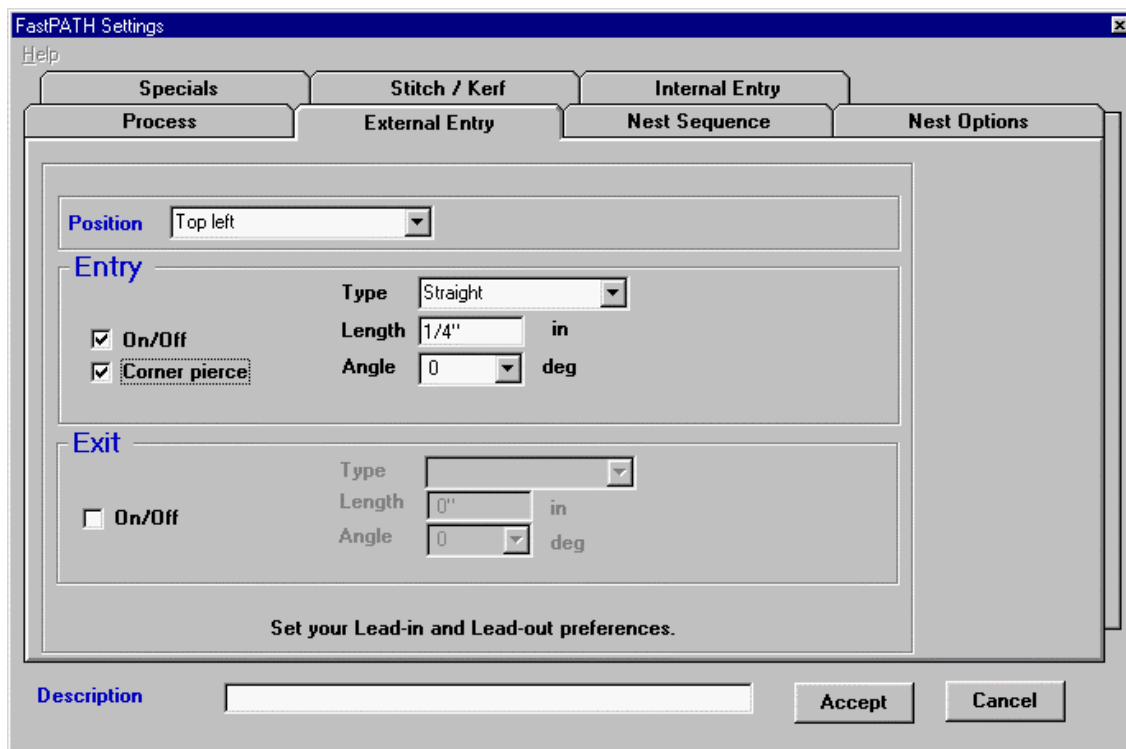 FastPATH Settings
Help
Specials Stitch / Kerf Internal Entry
Process External Entry Nest Sequence Nest Options
Position Top left
Entry
Type Straight
On/Off Length 1/4" in
Corner pierce Angle 0 deg
Exit
Type
Length 0" in
On/Off
Angle 0 deg
Set your Lead-in and Lead-out preferences.
Description Accept Cancel